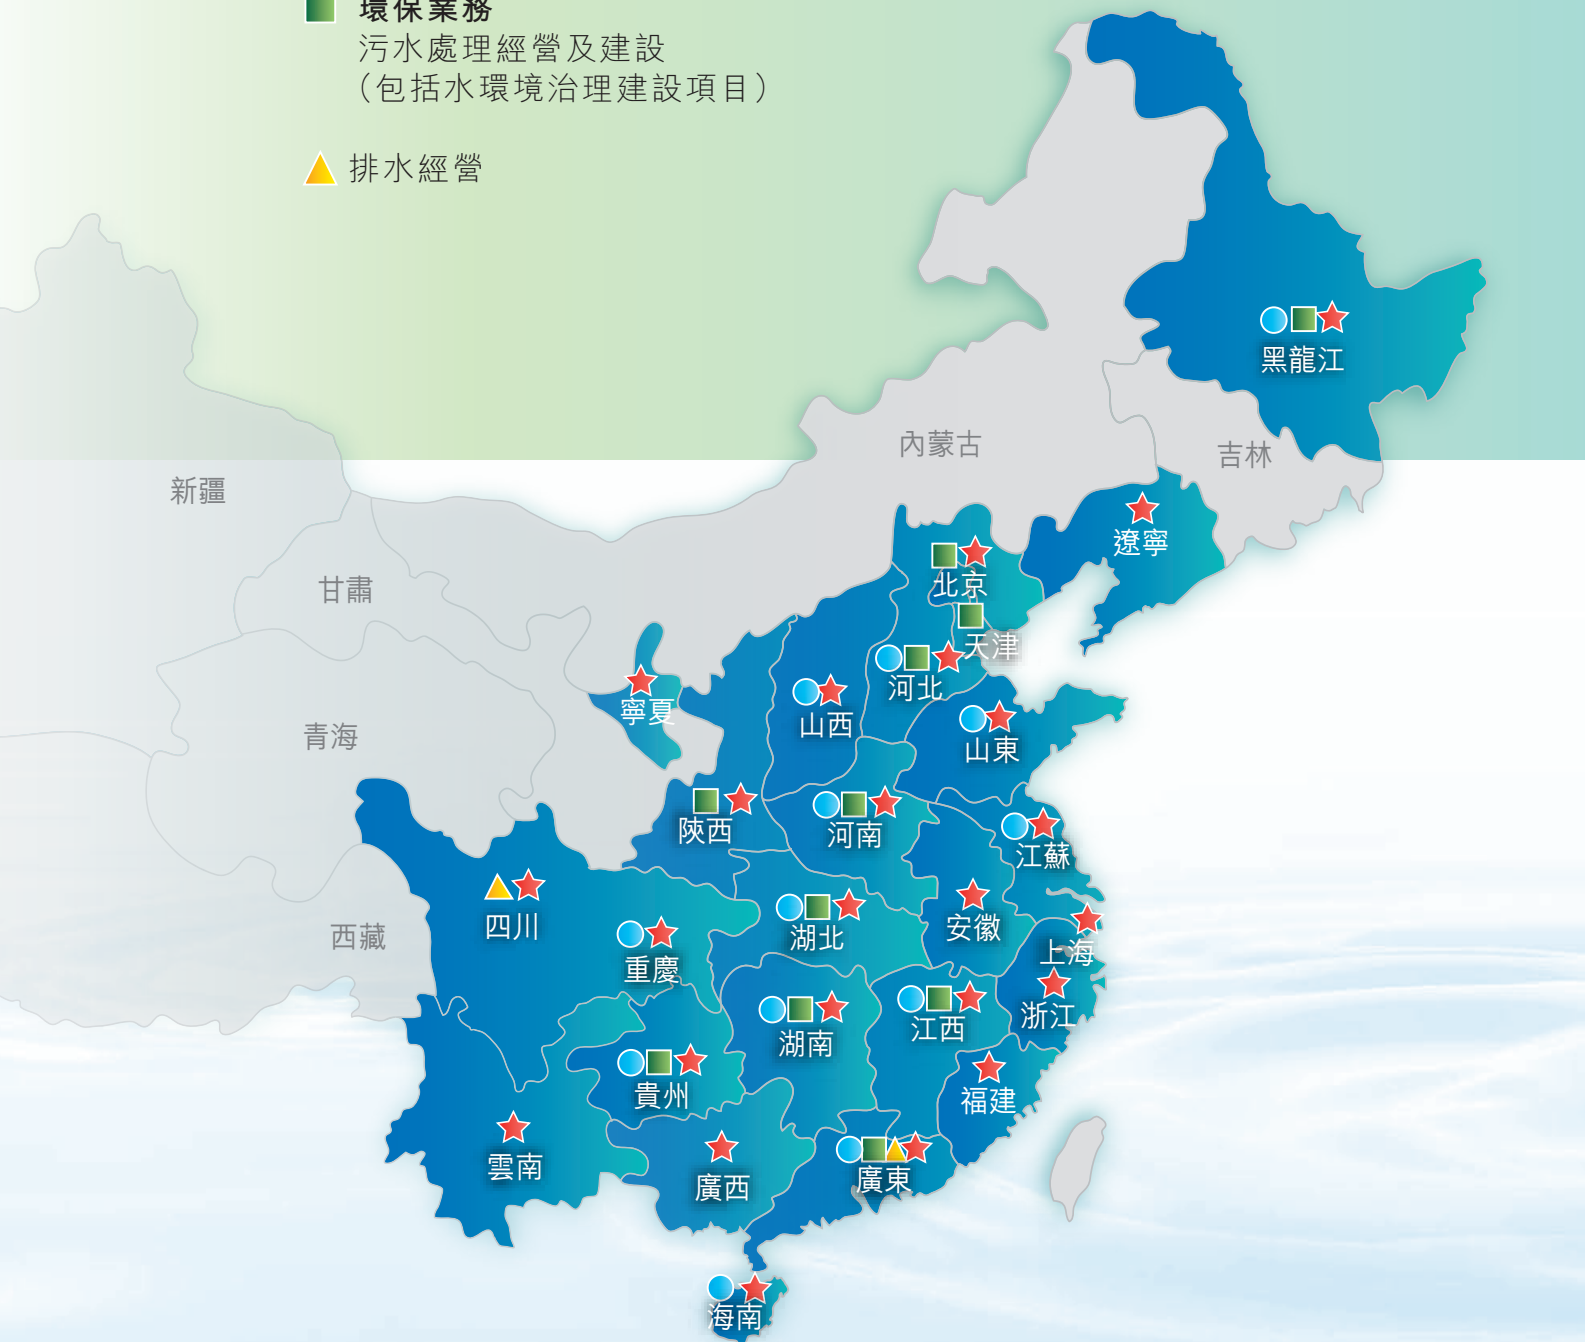 環保業務
污水處理經營及建設
（包括水環境治理建設項目）
排水經營
黑龍江
內蒙古
吉林
新疆
遼寧
北京
甘肅
天津
河北
寧夏
山西
青海
山東
陝西
河南
江蘇
四川
安徽
湖北
西藏
上海
重慶
浙江
江西
湖南
貴州
福建
雲南
廣東
廣西
海南